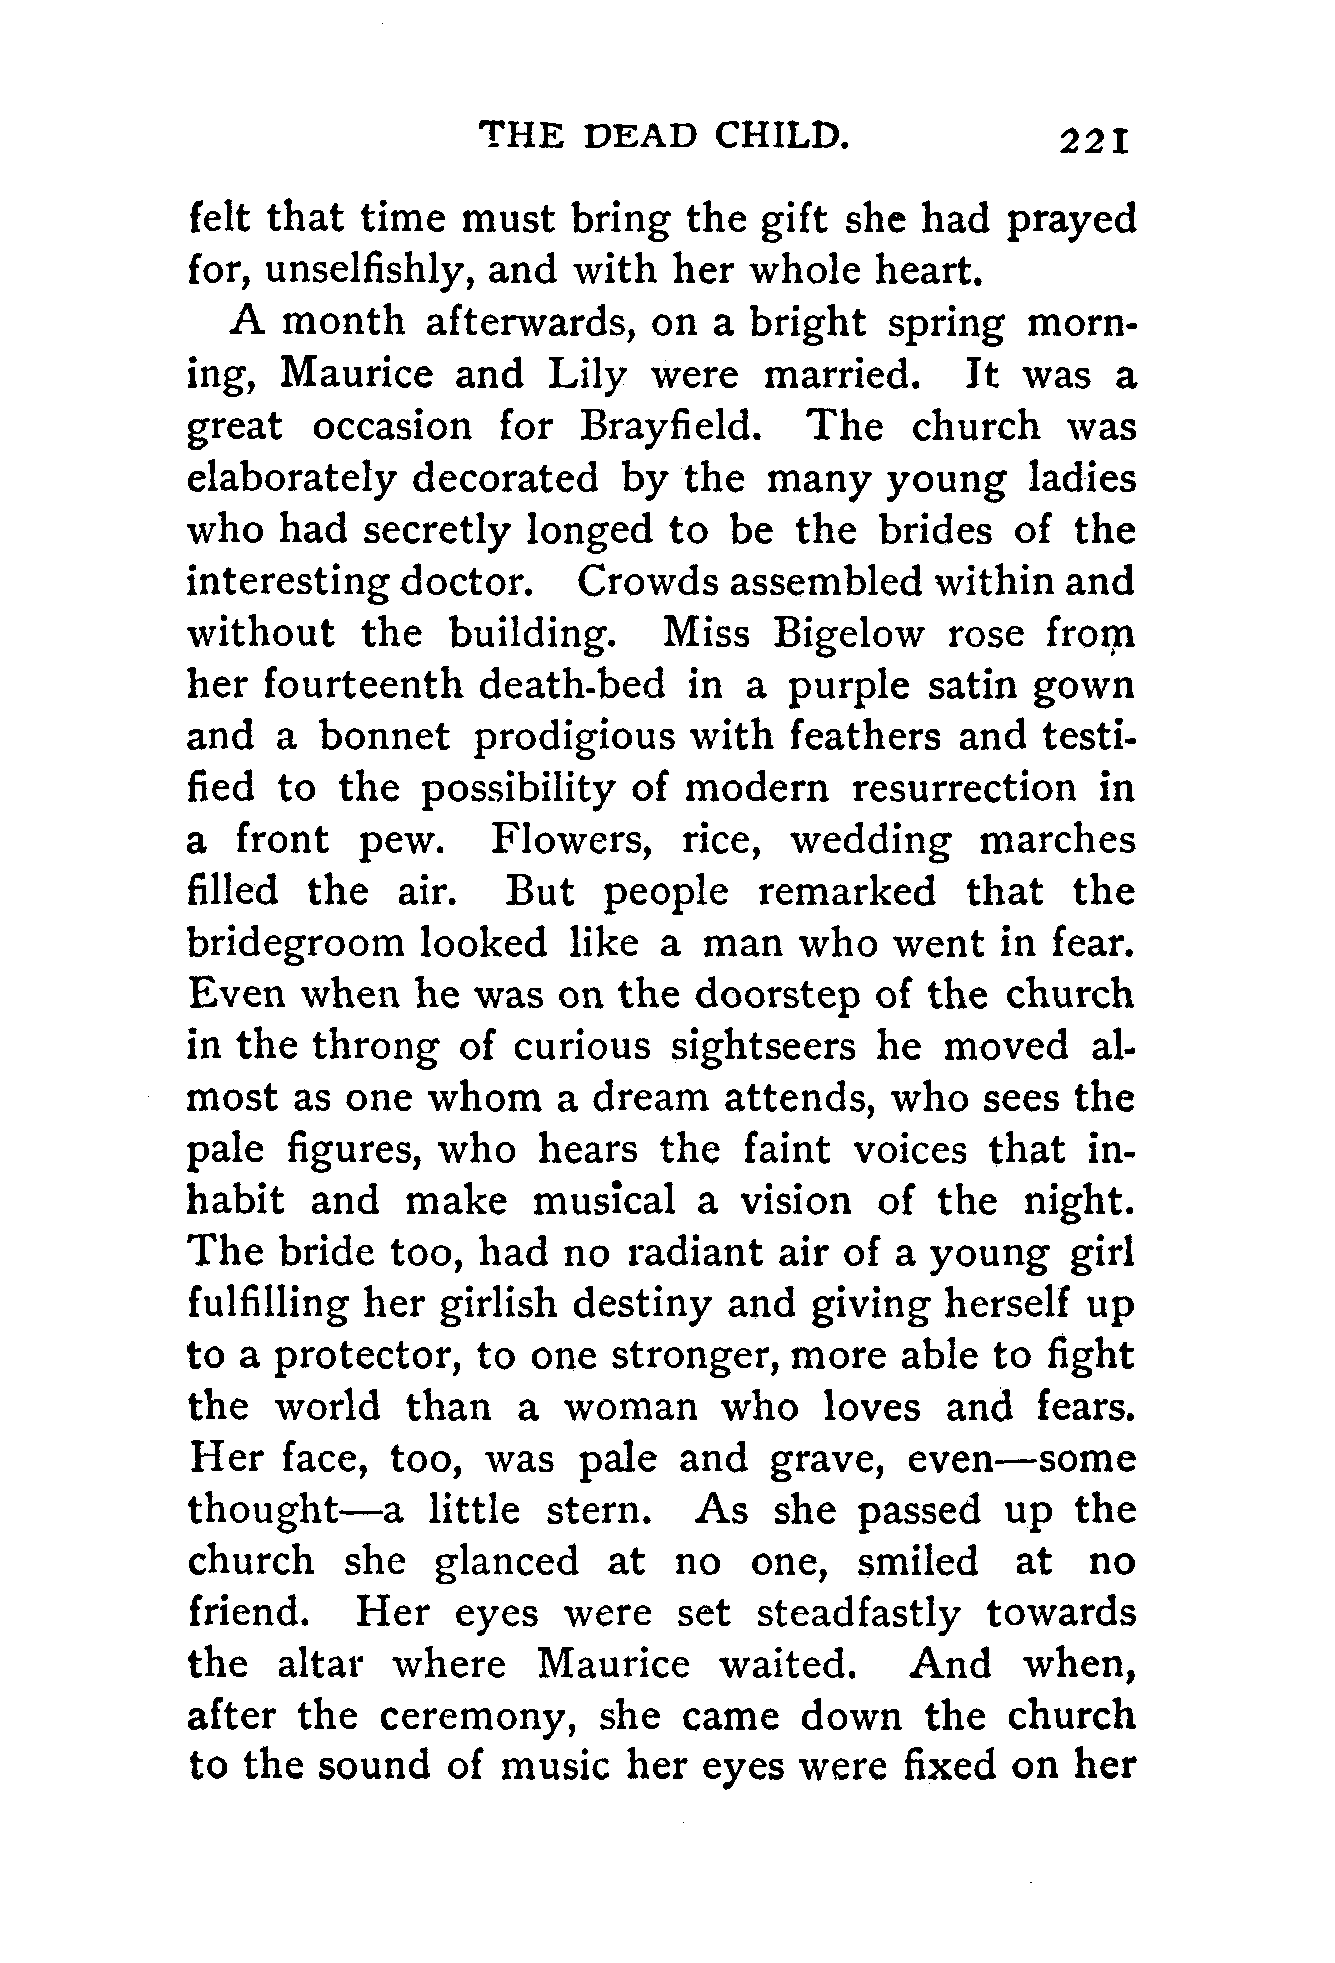 THE DEAD CHILD. 221
felt that time must bring the gift she had prayed
for, unselfishly, and with her whole heart.
A month afterwards, on a bright spring morn-
ing, Maurice and Lily were married. It was a
great occasion for Brayfield. The church was
elaborately decorated by the many young ladies
who had secretly longed to be the brides of the
interesting doctor. Crowds assembled within and
without the building. Miss Bigelow rose from
her fourteenth death-bed in a purple satin gown
and a bonnet prodigious with feathers and testi-
fied to the possibility of modern resurrection in
a front pew. Flowers, rice, wedding marches
filled the air. But people remarked that the
bridegroom looked like a man who went in fear.
Even when he was on the doorstep of the church
in the throng of curious sightseers he moved al-
most as one whom a dream attends, who sees the
pale figures, who hears the faint voices that in-
habit and make musical a vision of the night.
The bride too, had no radiant air of a young girl
fulfilling her girlish destiny and giving herself up
to a protector, to one stronger, more able to fight
the world than a woman who loves and fears.
Her face, too, was pale and grave, even—some
thought—a little stern. As she passed up the
church she glanced at no one, smiled at no
friend. Her eyes were set steadfastly towards
the altar where Maurice waited. And when,
after the ceremony, she came down the church
to the sound of music her eyes were fixed on her